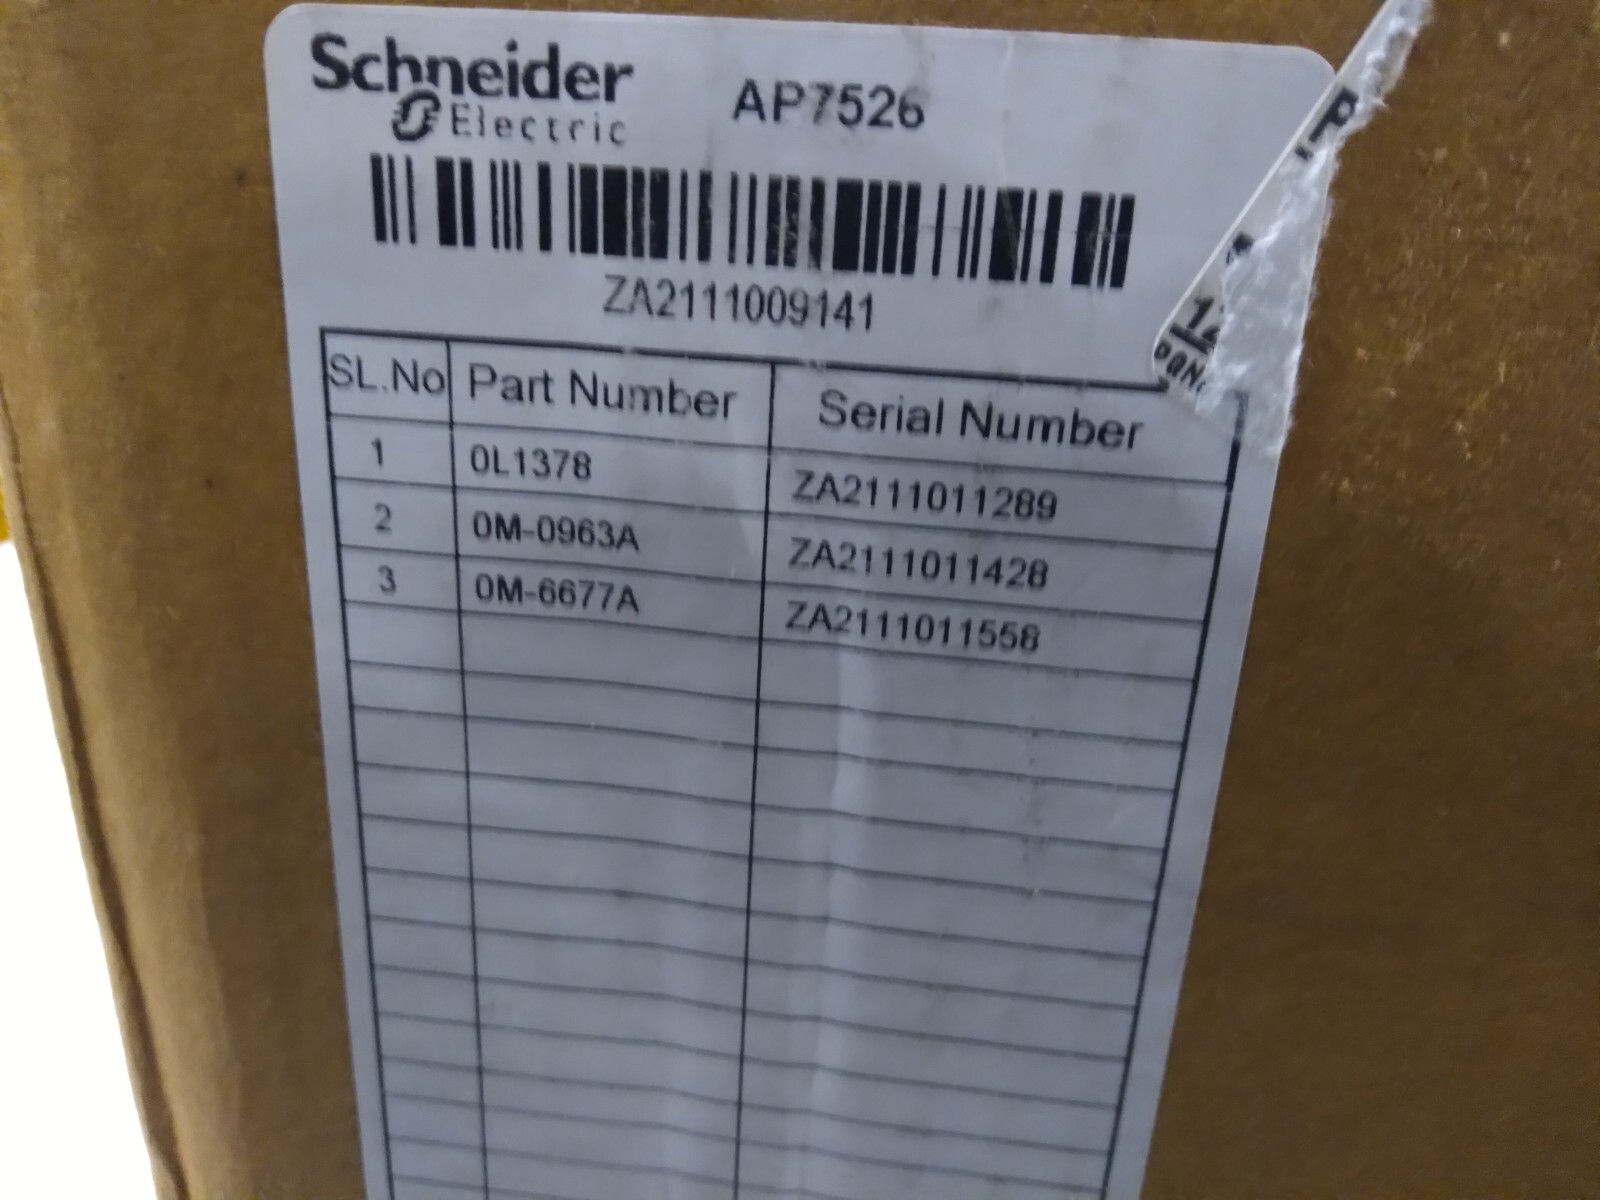 Schneider
Electric
AP7526
ZA2111009141
SL.No Part Number Serial Number
1 0L1378 ZA2111011289
2 0M-0963A ZA2111011428
3 0M-6677A ZA2111011558